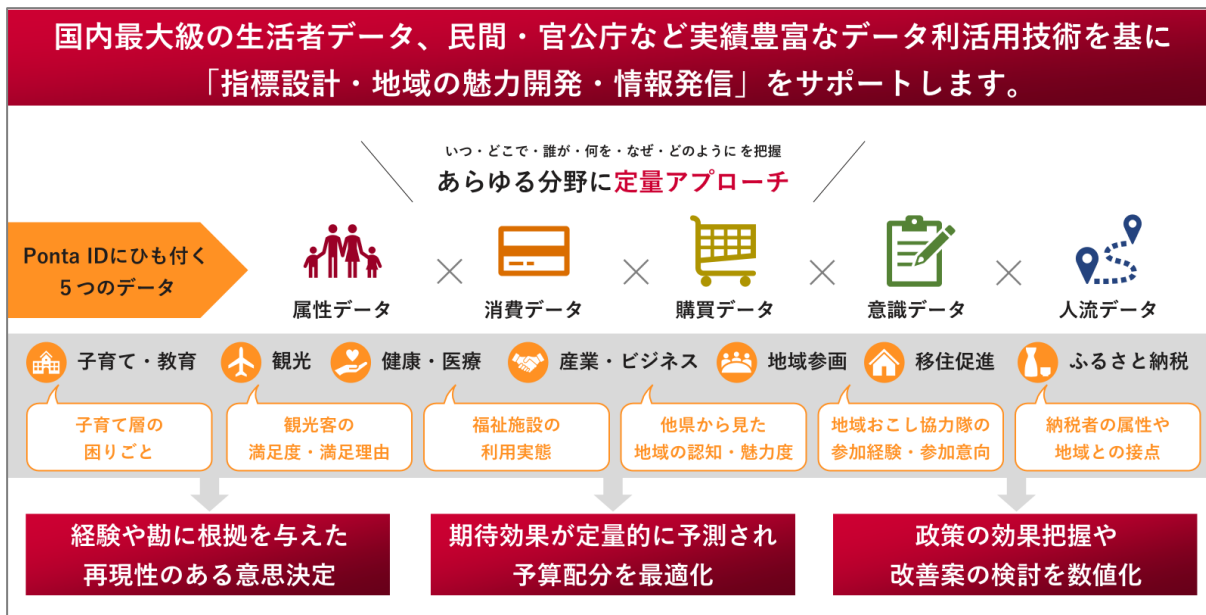 国内最大級の生活者データ、民間・官公庁など実績豊富なデータ利活用技術を基に
「指標設計・地域の魅力開発・情報発信」をサポートします。
いつ・どこで・誰が・何を・なぜ・どのように を把握
あらゆる分野に定量アプローチ
Ponta IDにひも付く
5つのデータ
属性データ
消費データ
購買データ
意識データ
人流データ
子育て・教育
観光
健康・医療
産業・ビジネス
地域参画
移住促進
ふるさと納税
子育て層の
困りごと
観光客の
満足度・満足理由
福祉施設の
利用実態
他県から見た
地域の認知・魅力度
地域おこし協力隊の
参加経験・参加意向
納税者の属性や
地域との接点
経験や勘に根拠を与えた
再現性のある意思決定
期待効果が定量的に予測され
予算配分を最適化
政策の効果把握や
改善案の検討を数値化